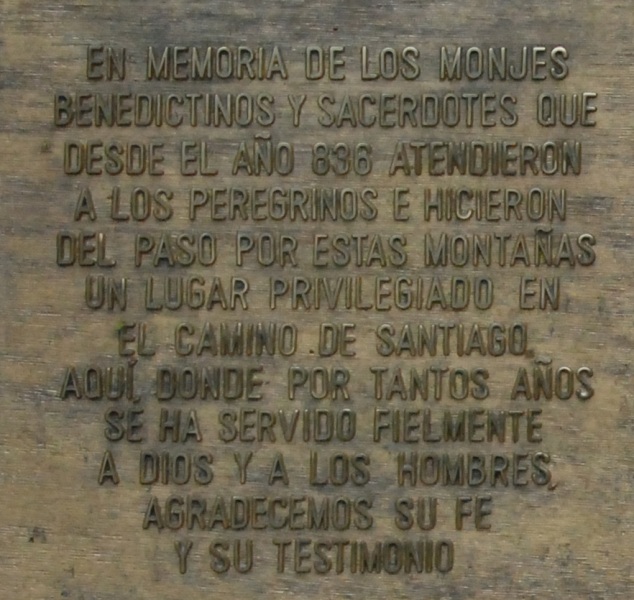 EN MEMORIA DE LOS MONJES
BENEDICTINOS Y SACERDOTES QUE
DESDE EL AÑO 836 ATENDIERON
A LOS PEREGRINOS E HICIERON
DEL PASO POR ESTAS MONTAÑAS
UN LUGAR PRIVILEGIADO EN
EL CAMINO DE SANTIAGO.
AQUÍ, DONDE POR TANTOS AÑOS
SE HA SERVIDO FIELMENTE
A DIOS Y A LOS HOMBRES,
AGRADECEMOS SU FE
Y SU TESTIMONIO